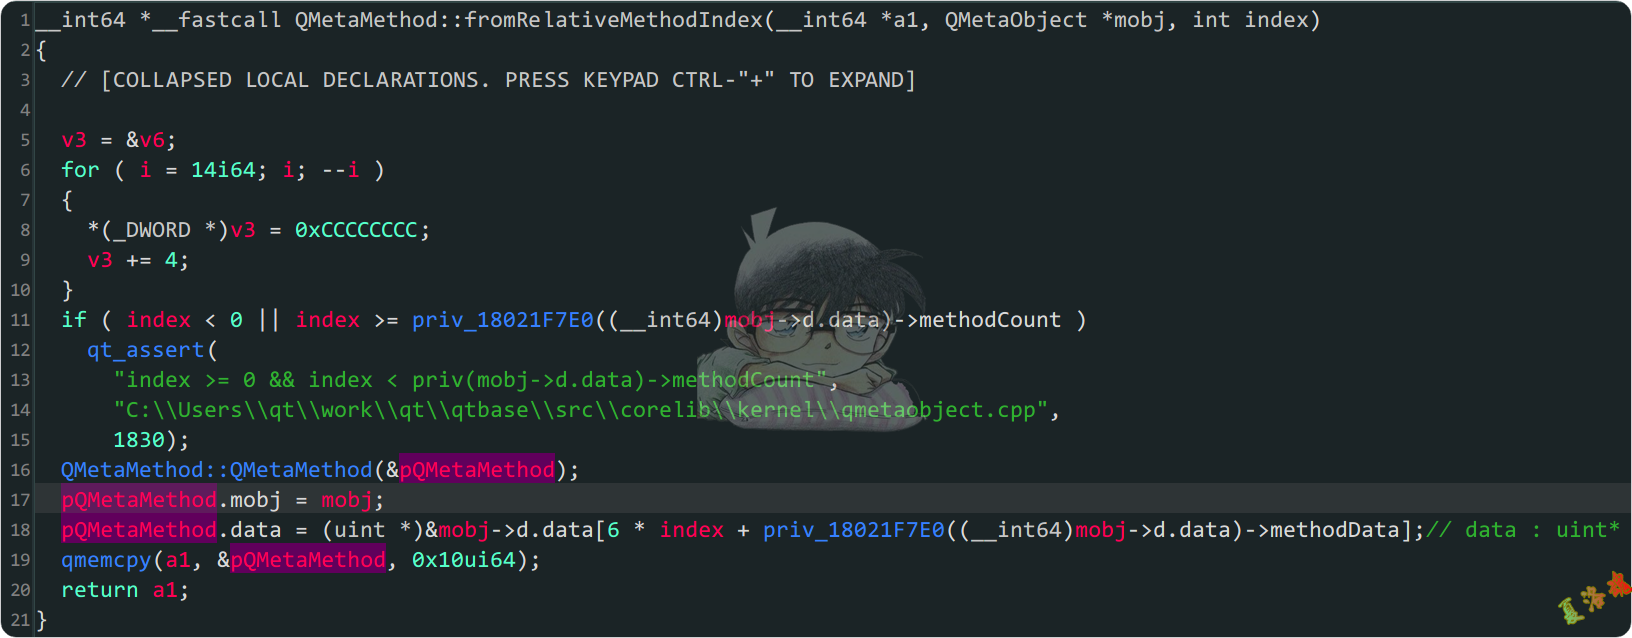 1 __int64 *__fastcall QMetaMethod::fromRelativeMethodIndex(__int64 *a1, QMetaObject *mobj, int index)
2 {
3   // [COLLAPSED LOCAL DECLARATIONS. PRESS KEYPAD CTRL-"+" TO EXPAND]
4
5   v3 = &v6;
6   for ( i = 14i64; i; --i )
7   {
8     *(_DWORD *)v3 = 0xCCCCCCCC;
9     v3 += 4;
10   }
11   if ( index < 0 || index >= priv_18021F7E0((__int64)mobj->d.data)->methodCount )
12     qt_assert(
13       "index >= 0 && index < priv(mobj->d.data)->methodCount",
14       "C:\\Users\\qt\\work\\qt\\qtbase\\src\\corelib\\kernel\\qmetaobject.cpp",
15       1830);
16   QMetaMethod::QMetaMethod(&pQMetaMethod);
17   pQMetaMethod.mobj = mobj;
18   pQMetaMethod.data = (uint *)&mobj->d.data[6 * index + priv_18021F7E0((__int64)mobj->d.data)->methodData];// data : uint*
19   qmemcpy(a1, &pQMetaMethod, 0x10ui64);
20   return a1;
21 }
夏洛